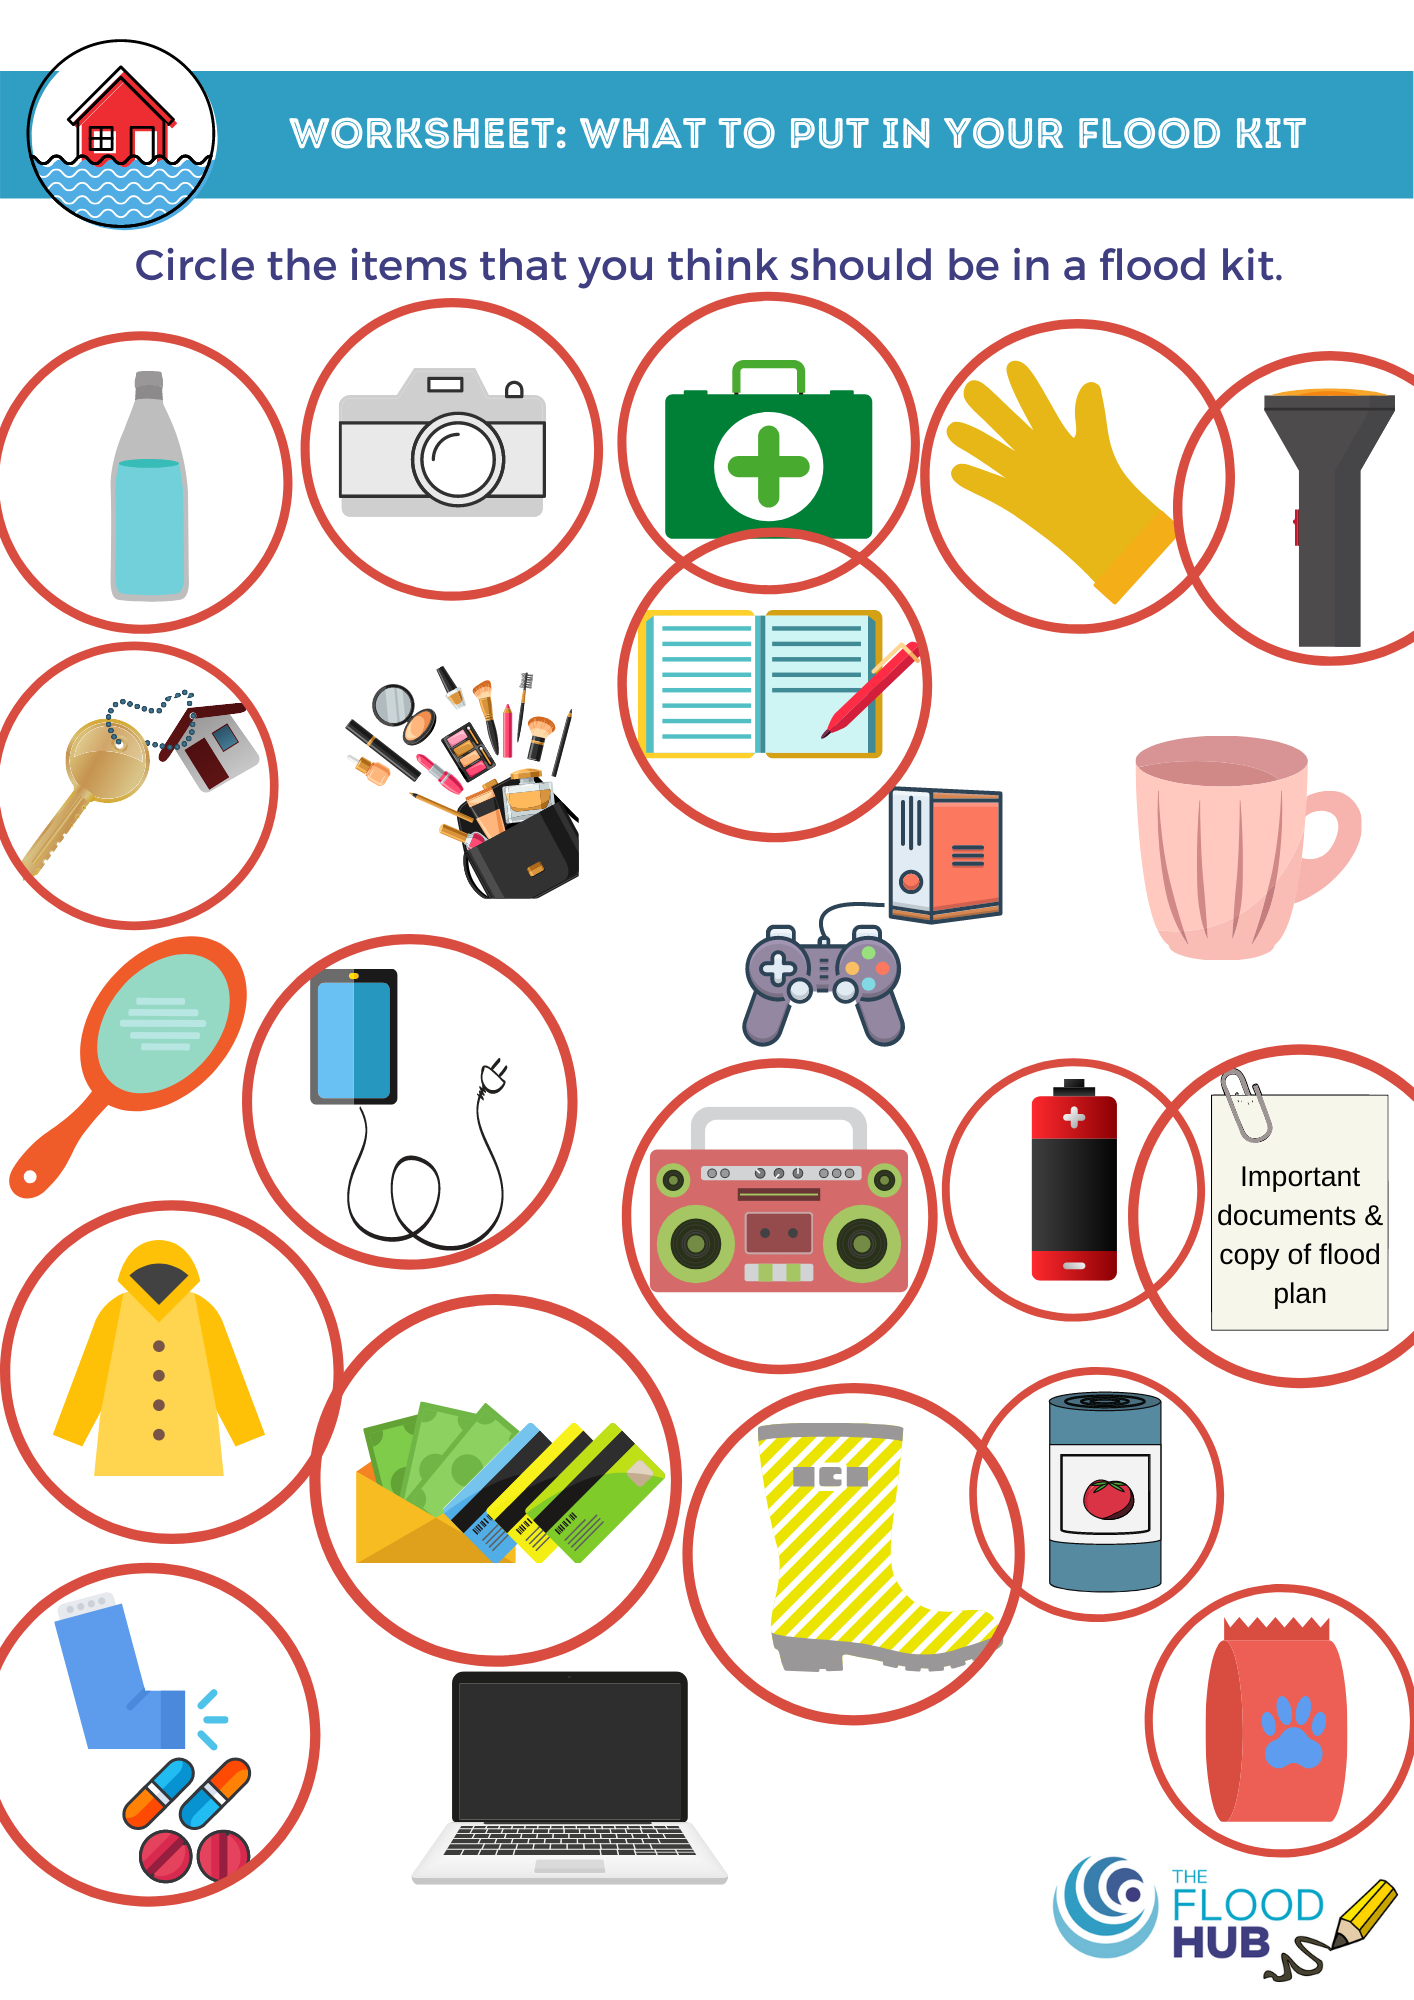 WORKSHEET: WHAT TO PUT IN YOUR FLOOD KIT
Circle the items that you think should be in a flood kit.
Important
documents &
copy of flood
plan
THE
FLOOD
HUB